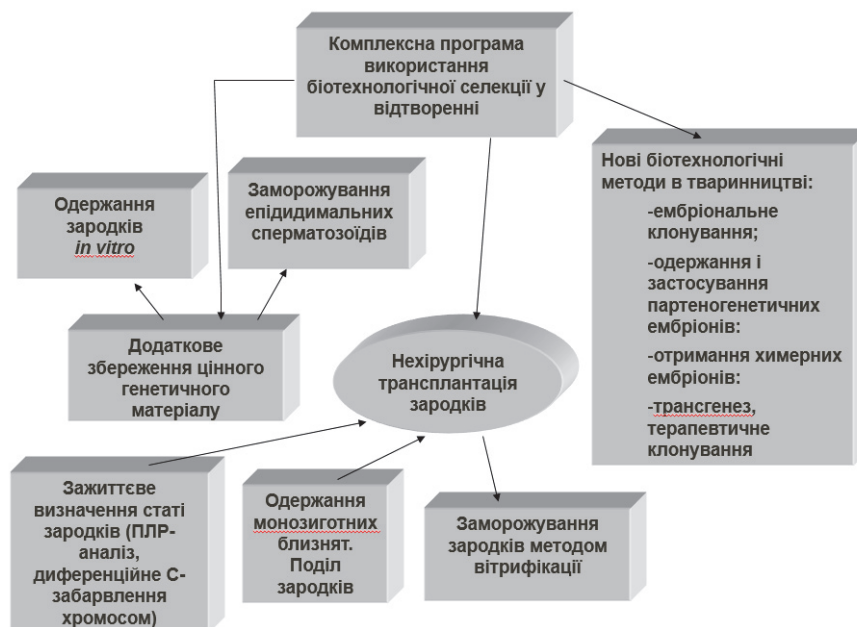 Комплексна програма
використання
біотехнологічної селекції у
відтворенні
Одержання
зародків
in vitro
Заморожування
епідидимальних
сперматозоїдів
Нові біотехнологічні
методи в тваринництві:
-ембріональне
клонування;
-одержання і
застосування
партеногенетичних
ембріонів:
-отримання химерних
ембріонів:
-трансгенез,
терапевтичне
клонування
Додаткове
збереження цінного
генетичного
матеріалу
Нехірургічна
трансплантація
зародків
Зажиттєве
визначення статі
зародків (ПЛР-
аналіз,
диференційне С-
забарвлення
хромосом)
Одержання
монозиготних
близнят.
Поділ
зародків
Заморожування
зародків методом
вітрифікації